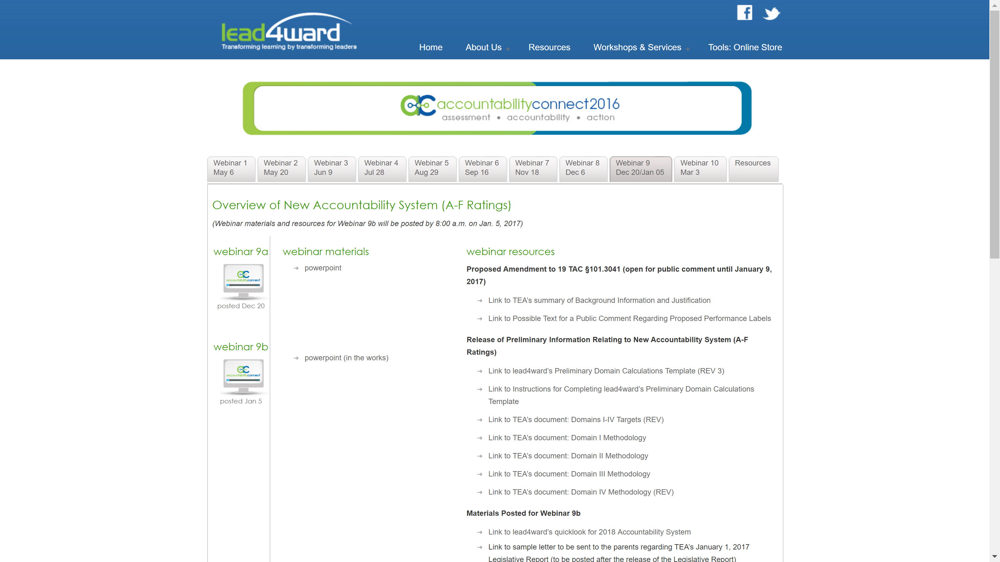 lead4ward
Transforming learning by transforming leaders
Home
About Us +
Resources
Workshops & Services +
Tools: Online Store
ac accountabilityconnect2016
assessment • accountability • action
Webinar 1
May 6
Webinar 2
May 20
Webinar 3
Jun 9
Webinar 4
Jul 28
Webinar 5
Aug 29
Webinar 6
Sep 16
Webinar 7
Nov 18
Webinar 8
Dec 6
Webinar 9
Dec 20/Jan 05
Webinar 10
Mar 3
Resources
Overview of New Accountability System (A-F Ratings)
(Webinar materials and resources for Webinar 9b will be posted by 8:00 a.m. on Jan. 5, 2017)
webinar 9a
ac
accountabilityconnect
posted Dec 20
webinar 9b
ac
accountabilityconnect
posted Jan 5
webinar materials
powerpoint
powerpoint (in the works)
webinar resources
Proposed Amendment to 19 TAC §101.3041 (open for public comment until January 9,
2017)
Link to TEA’s summary of Background Information and Justification
Link to Possible Text for a Public Comment Regarding Proposed Performance Labels
Release of Preliminary Information Relating to New Accountability System (A-F
Ratings)
Link to lead4ward’s Preliminary Domain Calculations Template (REV 3)
Link to Instructions for Completing lead4ward’s Preliminary Domain Calculations
Template
Link to TEA’s document: Domains I-IV Targets (REV)
Link to TEA’s document: Domain I Methodology
Link to TEA’s document: Domain II Methodology
Link to TEA’s document: Domain III Methodology
Link to TEA’s document: Domain IV Methodology (REV)
Materials Posted for Webinar 9b
Link to lead4ward’s quicklook for 2018 Accountability System
Link to sample letter to be sent to the parents regarding TEA’s January 1, 2017
Legislative Report (to be posted after the release of the Legislative Report)